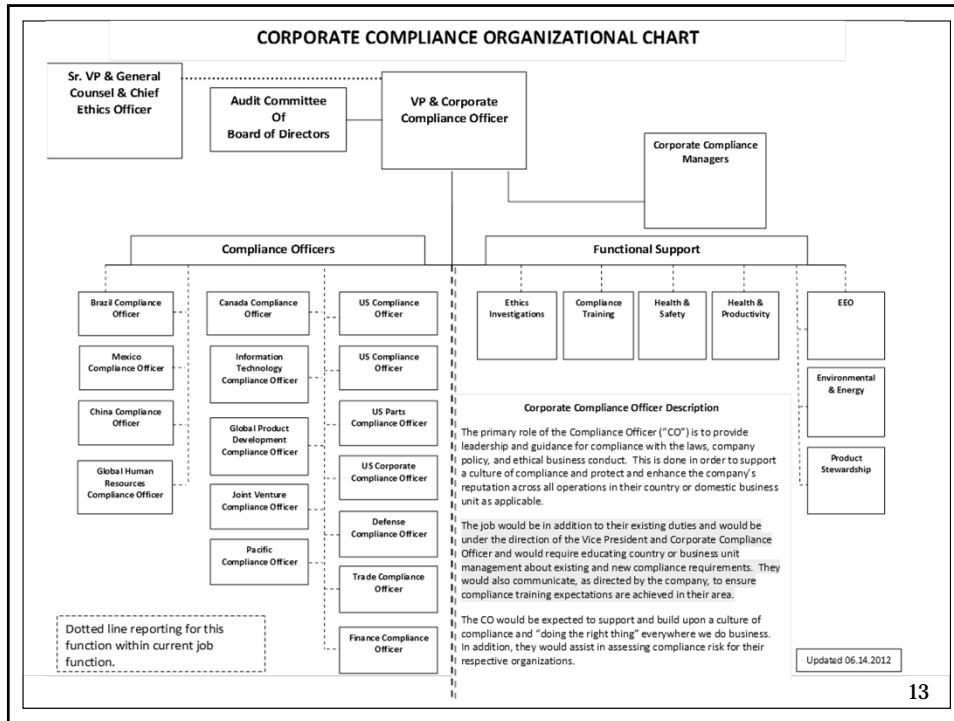 CORPORATE COMPLIANCE ORGANIZATIONAL CHART
Sr. VP & General
Counsel & Chief
Ethics Officer
Audit Committee
Of
Board of Directors
VP & Corporate
Compliance Officer
Corporate Compliance
Managers
Compliance Officers
Brazil Compliance
Officer
Mexico
Compliance Officer
China Compliance
Officer
Global Human
Resources
Compliance Officer
Canada Compliance
Officer
Information
Technology
Compliance Officer
Global Product
Development
Compliance Officer
Joint Venture
Compliance Officer
Pacific
Compliance Officer
US Compliance
Officer
US Compliance
Officer
US Parts
Compliance Officer
US Corporate
Compliance Officer
Defense
Compliance Officer
Trade Compliance
Officer
Finance Compliance
Officer
Functional Support
Ethics
Investigations
Compliance
Training
Health &
Safety
Health &
Productivity
EEO
Environmental
& Energy
Product
Stewardship
Corporate Compliance Officer Description
The primary role of the Compliance Officer (“CO”) is to provide
leadership and guidance for compliance with the laws, company
policy, and ethical business conduct. This is done in order to support
a culture of compliance and protect and enhance the company's
reputation across all operations in their country or domestic business
unit as applicable.
The job would be in addition to their existing duties and would be
under the direction of the Vice President and Corporate Compliance
Officer and would require educating country or business unit
management about existing and new compliance requirements. They
would also communicate, as directed by the company, to ensure
compliance training expectations are achieved in their area.
The CO would be expected to support and build upon a culture of
compliance and “doing the right thing” everywhere we do business.
In addition, they would assist in assessing compliance risk for their
respective organizations.
Dotted line reporting for this
function within current job
function.
Updated 06.14.2012
13